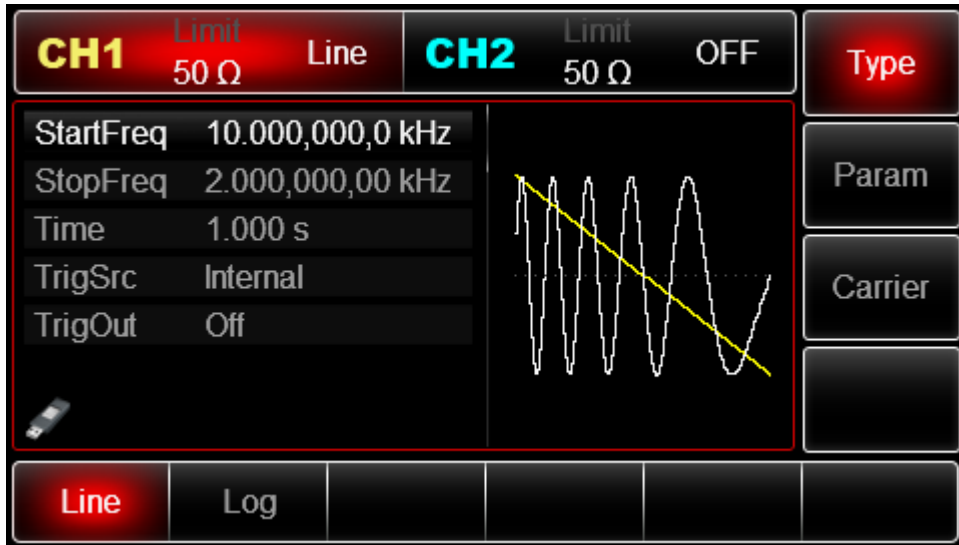 CH1 Limit 50 Ω Line CH2 Limit 50 Ω OFF
Type
StartFreq 10.000,000,0 kHz
StopFreq 2.000,000,00 kHz
Time 1.000 s
TrigSrc Internal
TrigOut Off
Param
Carrier
Line Log